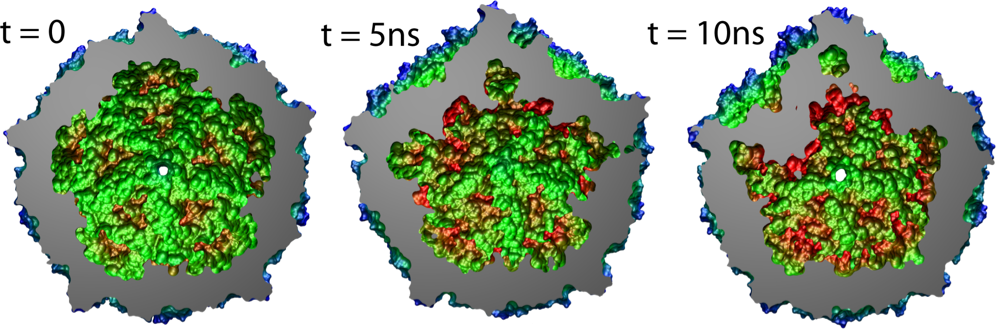 t = 0
t = 5ns
t = 10ns